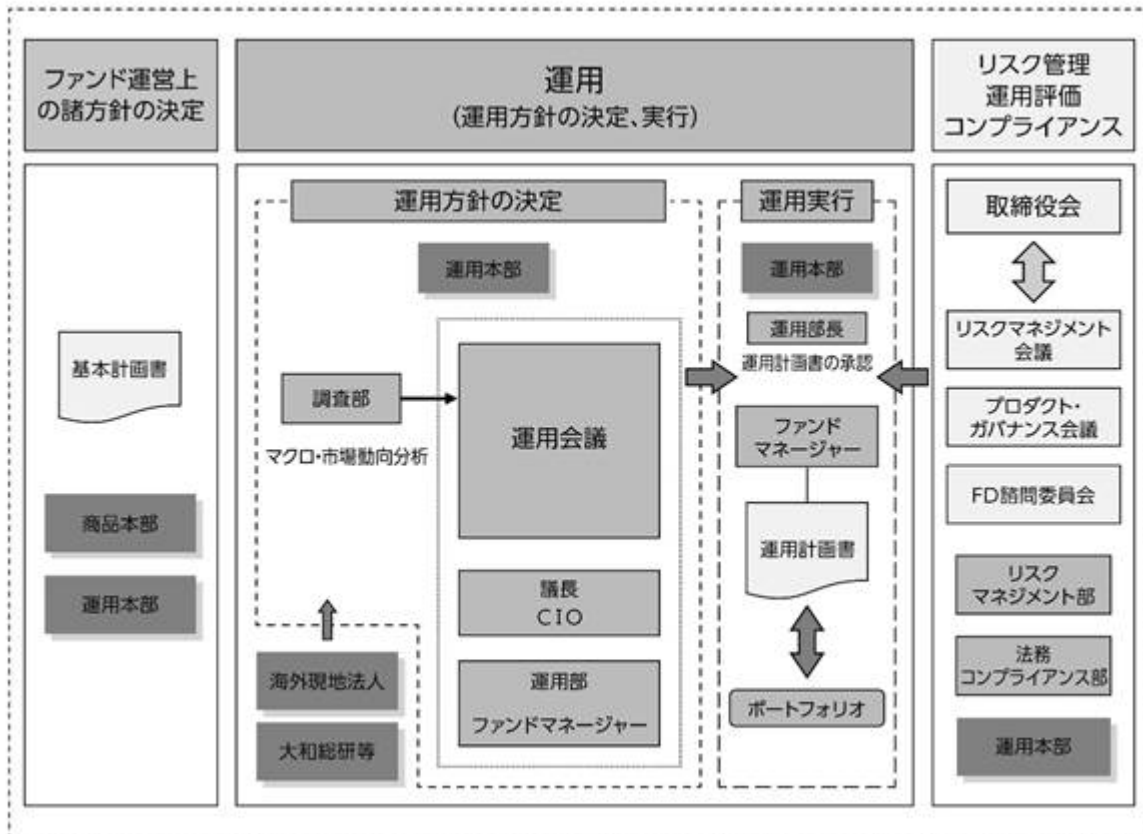 ファンド運営上
の諸方針の決定
運用
(運用方針の決定、実行)
リスク管理
運用評価
コンプライアンス
基本計画書
商品本部
運用本部
運用方針の決定
運用本部
調査部
マクロ・市場動向分析
運用会議
議長
CIO
運用部
ファンドマネージャー
海外現地法人
大和総研等
運用実行
運用本部
運用部長
運用計画書の承認
ファンド
マネージャー
運用計画書
ポートフォリオ
取締役会
リスクマネジメント
会議
プロダクト・
ガバナンス会議
FD諮問委員会
リスク
マネジメント部
法務
コンプライアンス部
運用本部